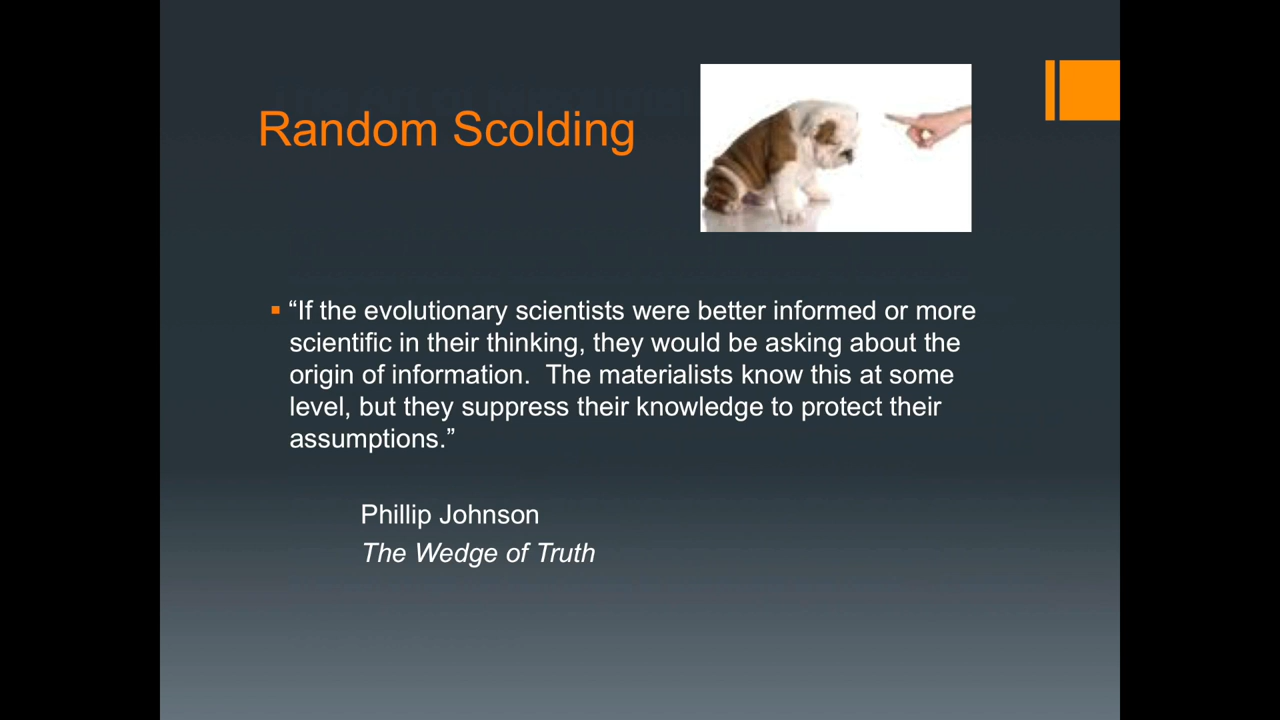 Random Scolding
“If the evolutionary scientists were better informed or more
scientific in their thinking, they would be asking about the
origin of information.  The materialists know this at some
level, but they suppress their knowledge to protect their
assumptions.”
Phillip Johnson
The Wedge of Truth